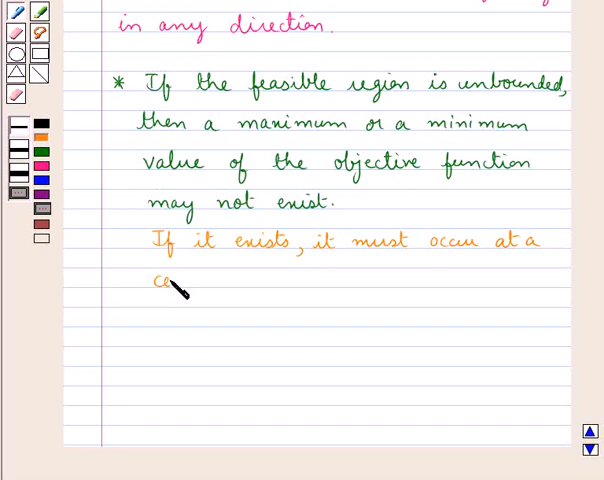 in any direction.
* If the feasible region is unbounded,
then a maximum or a minimum
value of the objective function
may not exist.
If it exists, it must occur at a